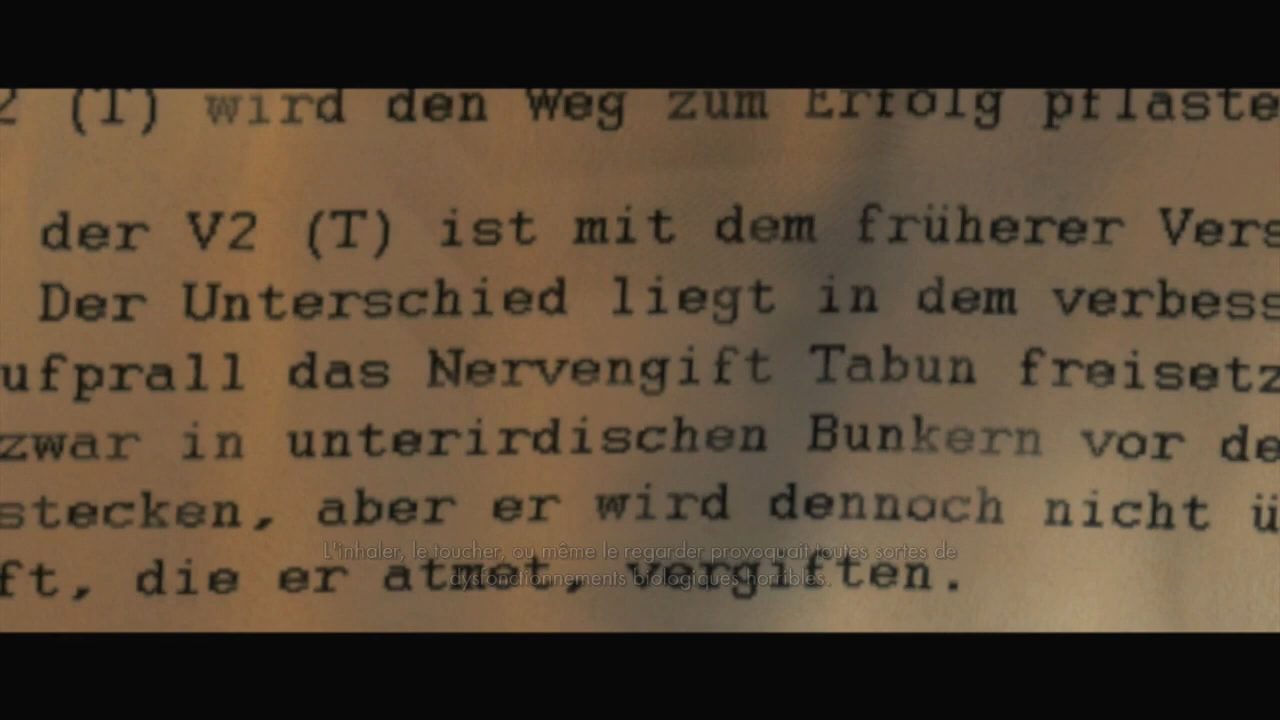 2 (T) wird den Weg zum Erfolg pflaste
der V2 (T) ist mit dem früherer Vers
Der Unterschied liegt in dem verbess
ufprall das Nervengift Tabun freisetz
zwar in unterirdischen Bunkern vor de
stecken, aber er wird dennoch nicht ü
ft, die er atmet, vergiften.
L'inhaler, le toucher, ou même le regarder provoquait toutes sortes de
dysfonctionnements biologiques horribles.